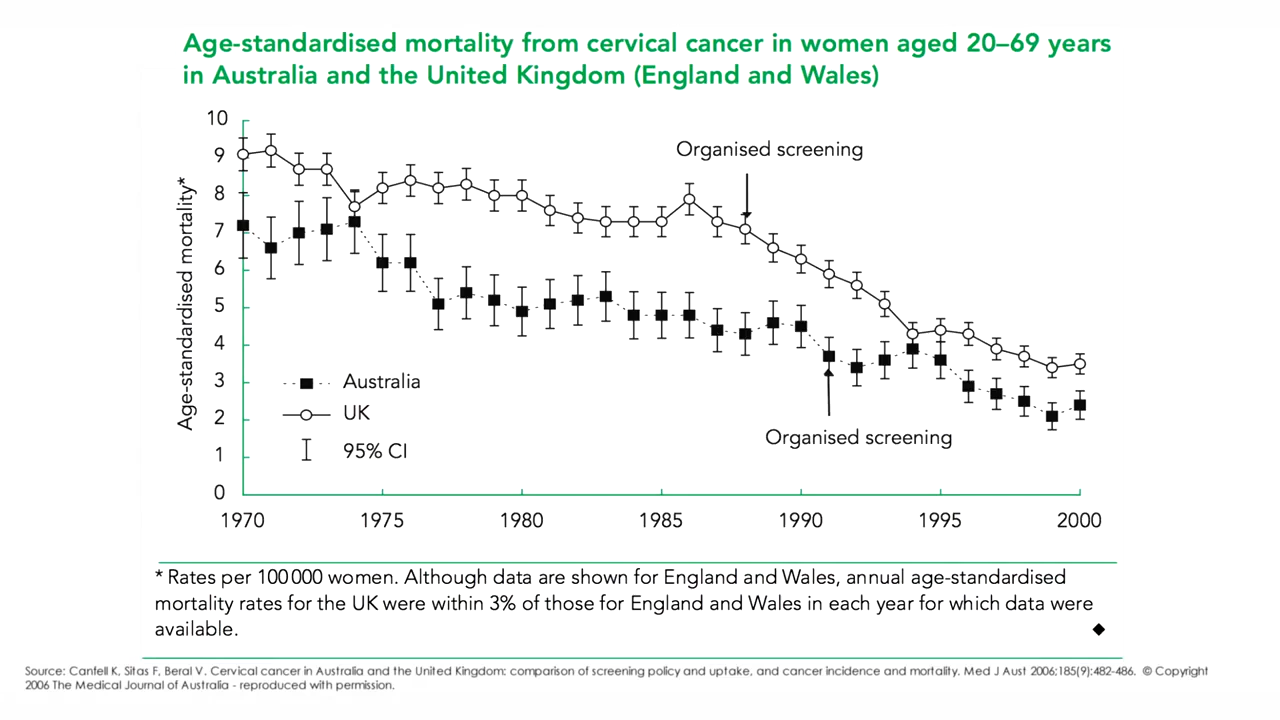 Age-standardised mortality from cervical cancer in women aged 20–69 years
in Australia and the United Kingdom (England and Wales)
Age-standardised mortality*
10
9
8
7
6
5
4
3
2
1
0
Organised screening
Australia
UK
95% CI
Organised screening
1970 1975 1980 1985 1990 1995 2000
* Rates per 100 000 women. Although data are shown for England and Wales, annual age-standardised
mortality rates for the UK were within 3% of those for England and Wales in each year for which data were
available. ◆
Source: Canfell K, Sitas F, Beral V. Cervical cancer in Australia and the United Kingdom: comparison of screening policy and uptake, and cancer incidence and mortality. Med J Aust 2006;185(9):482-486. © Copyright
2006 The Medical Journal of Australia - reproduced with permission.